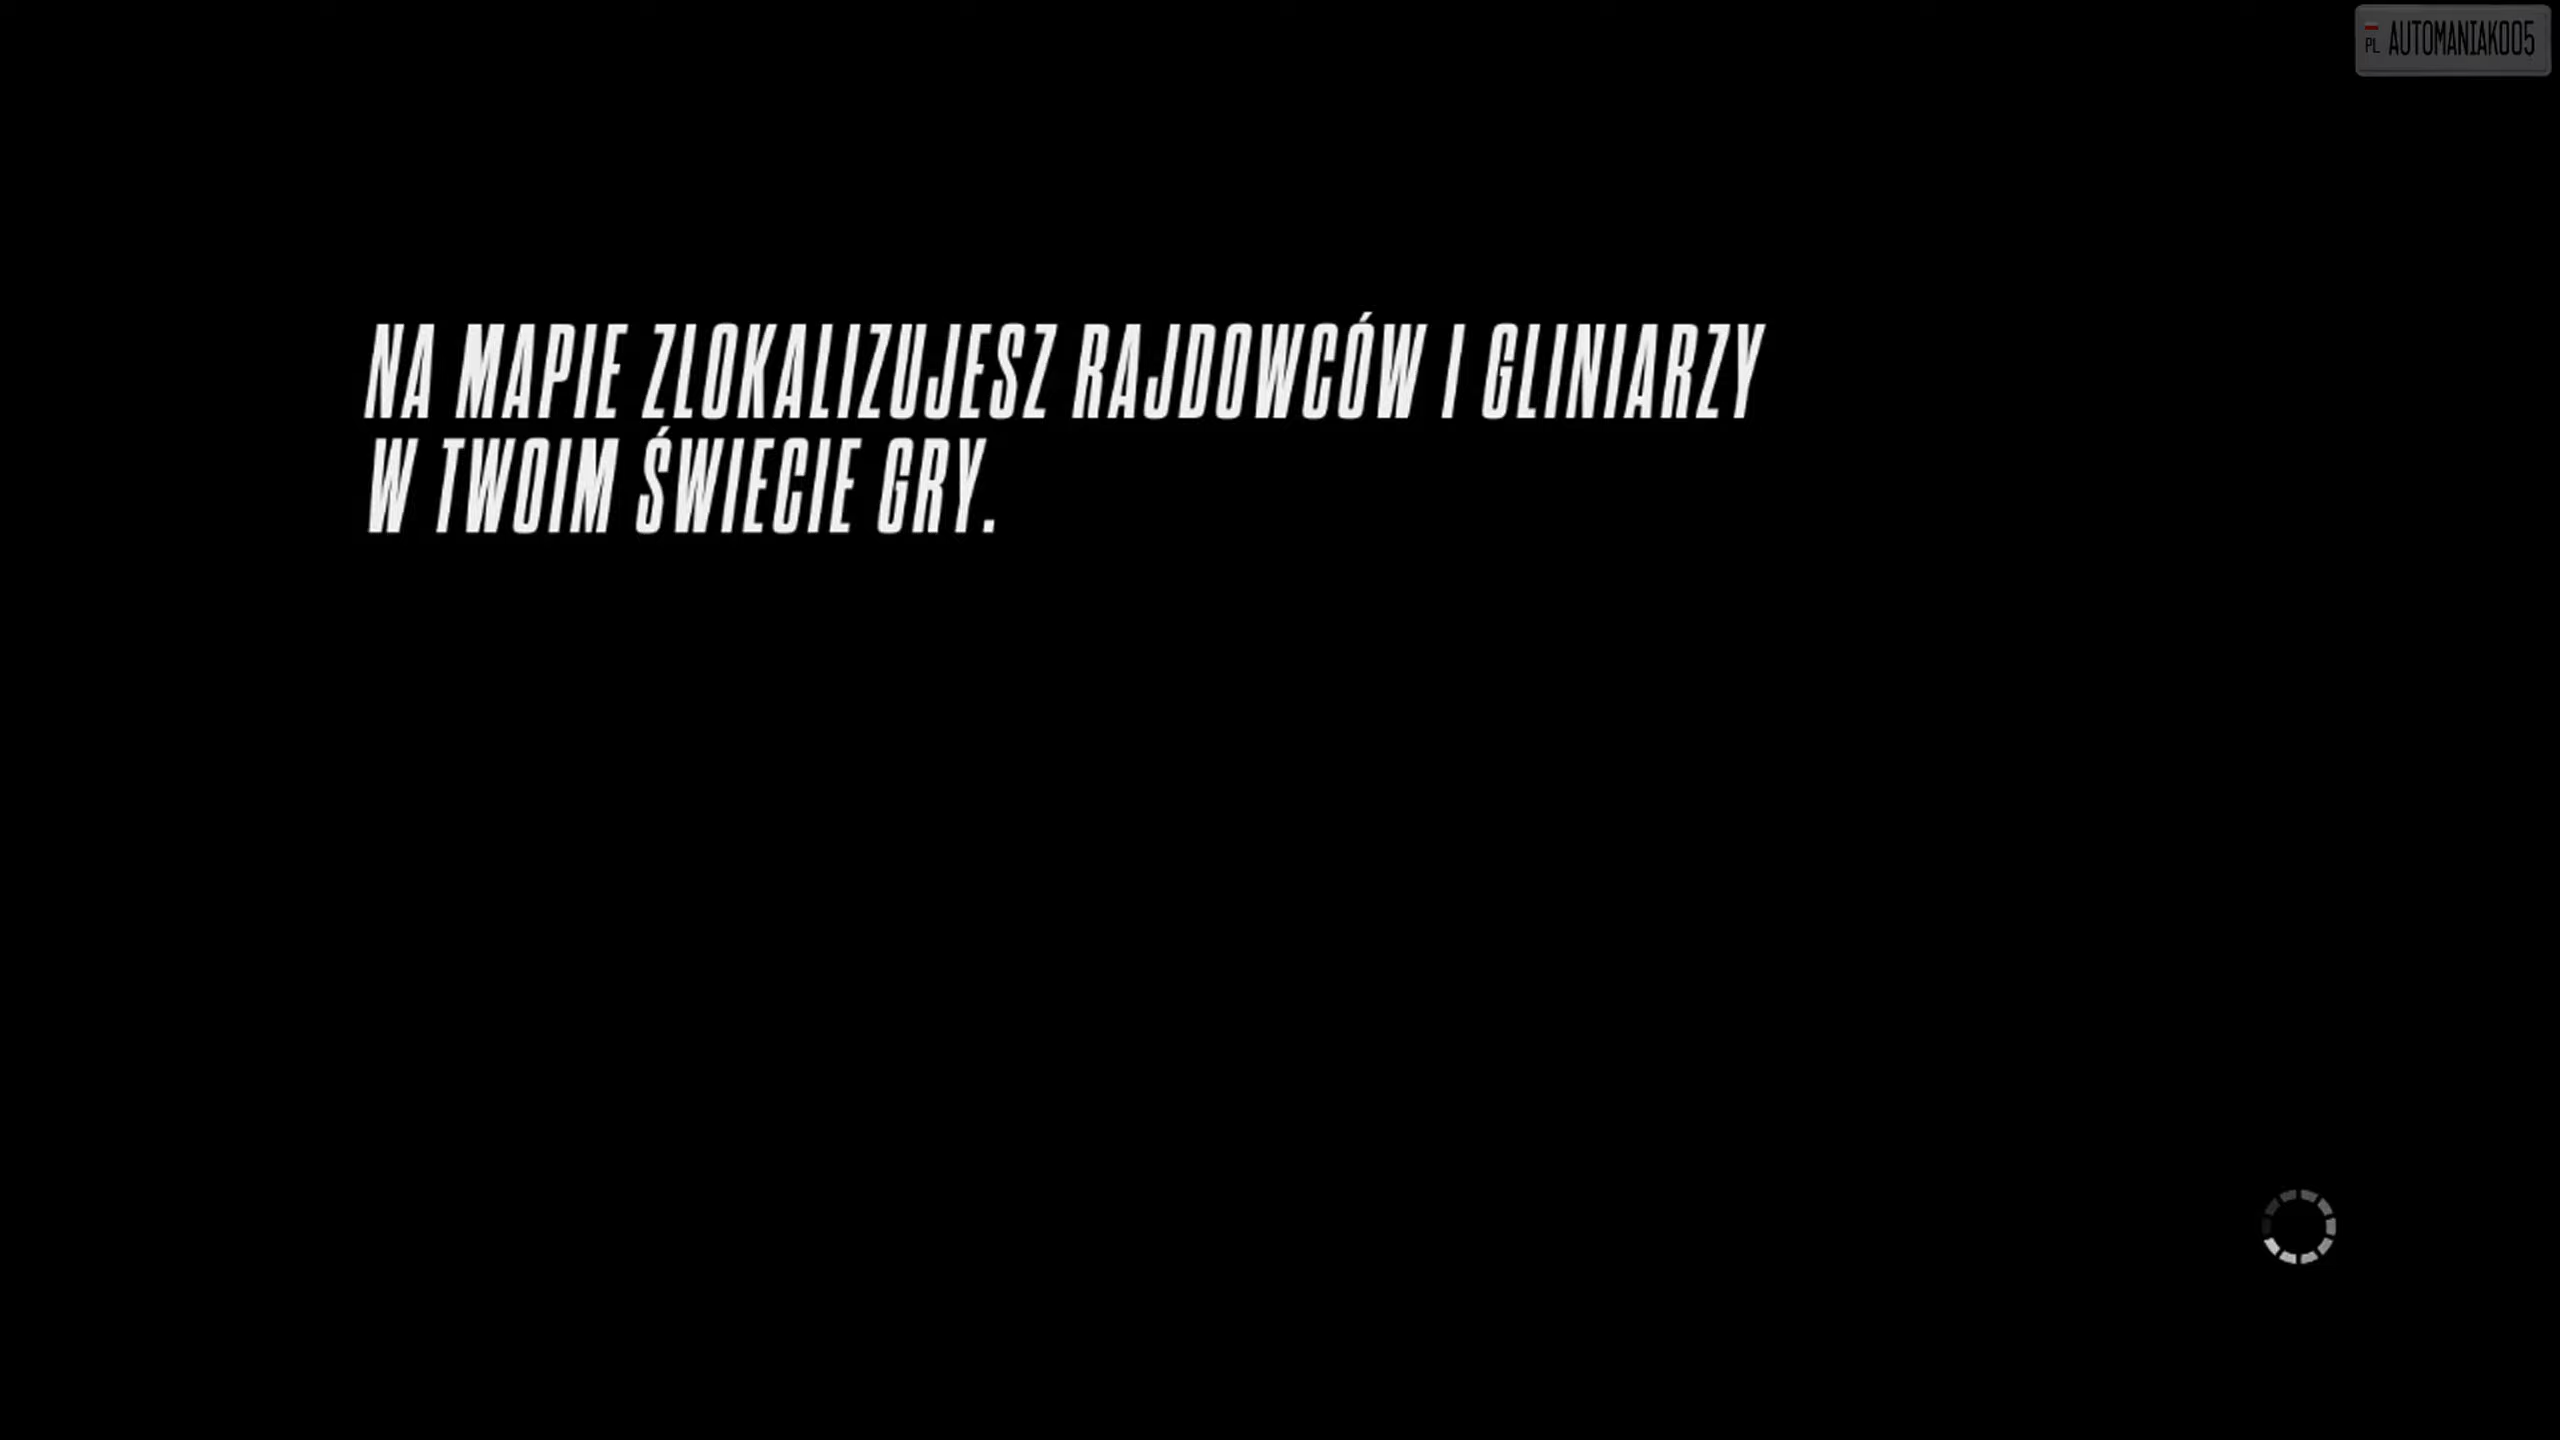 PL AUTOMANIAK005
NA MAPIE ZLOKALIZUJESZ RAJDOWCÓW I GLINIARZY
W TWOIM ŚWIECIE GRY.